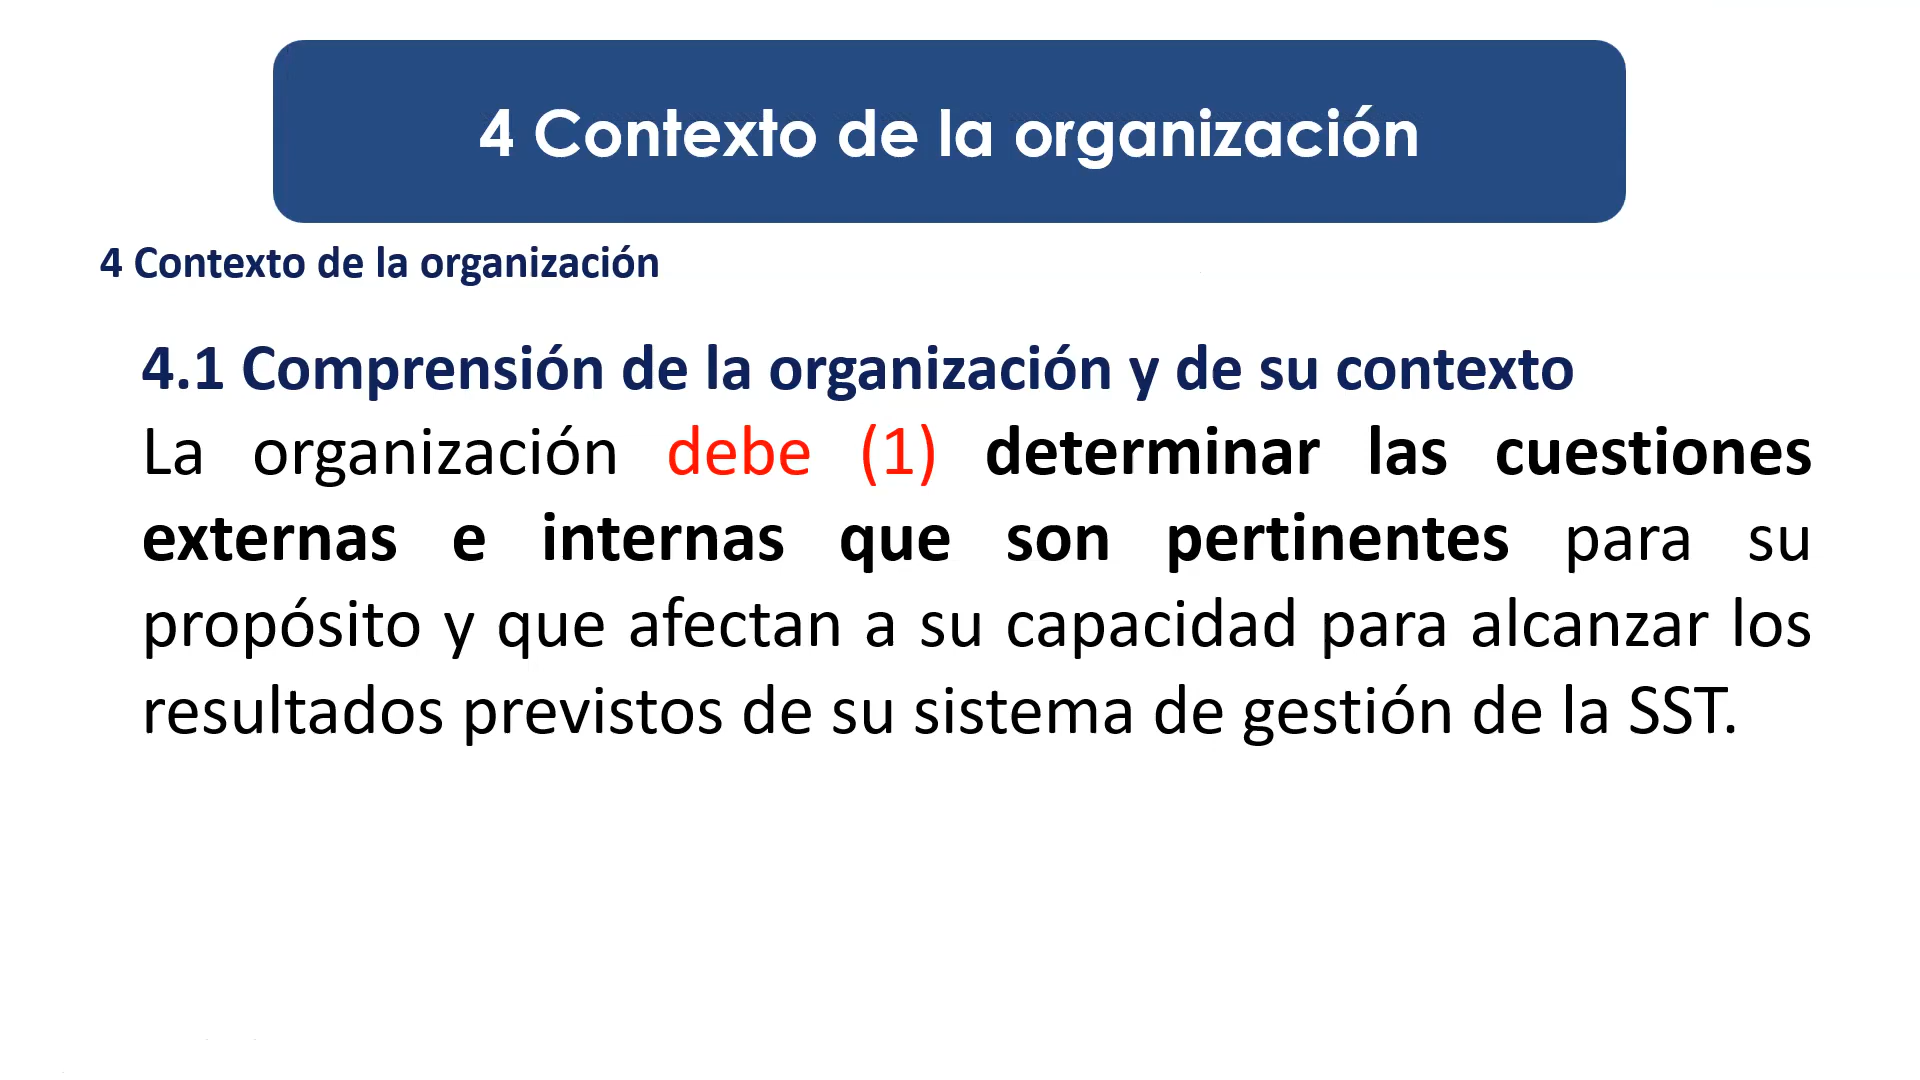 4 Contexto de la organización
4 Contexto de la organización
4.1 Comprensión de la organización y de su contexto
La organización debe (1) determinar las cuestiones
externas e internas que son pertinentes para su
propósito y que afectan a su capacidad para alcanzar los
resultados previstos de su sistema de gestión de la SST.